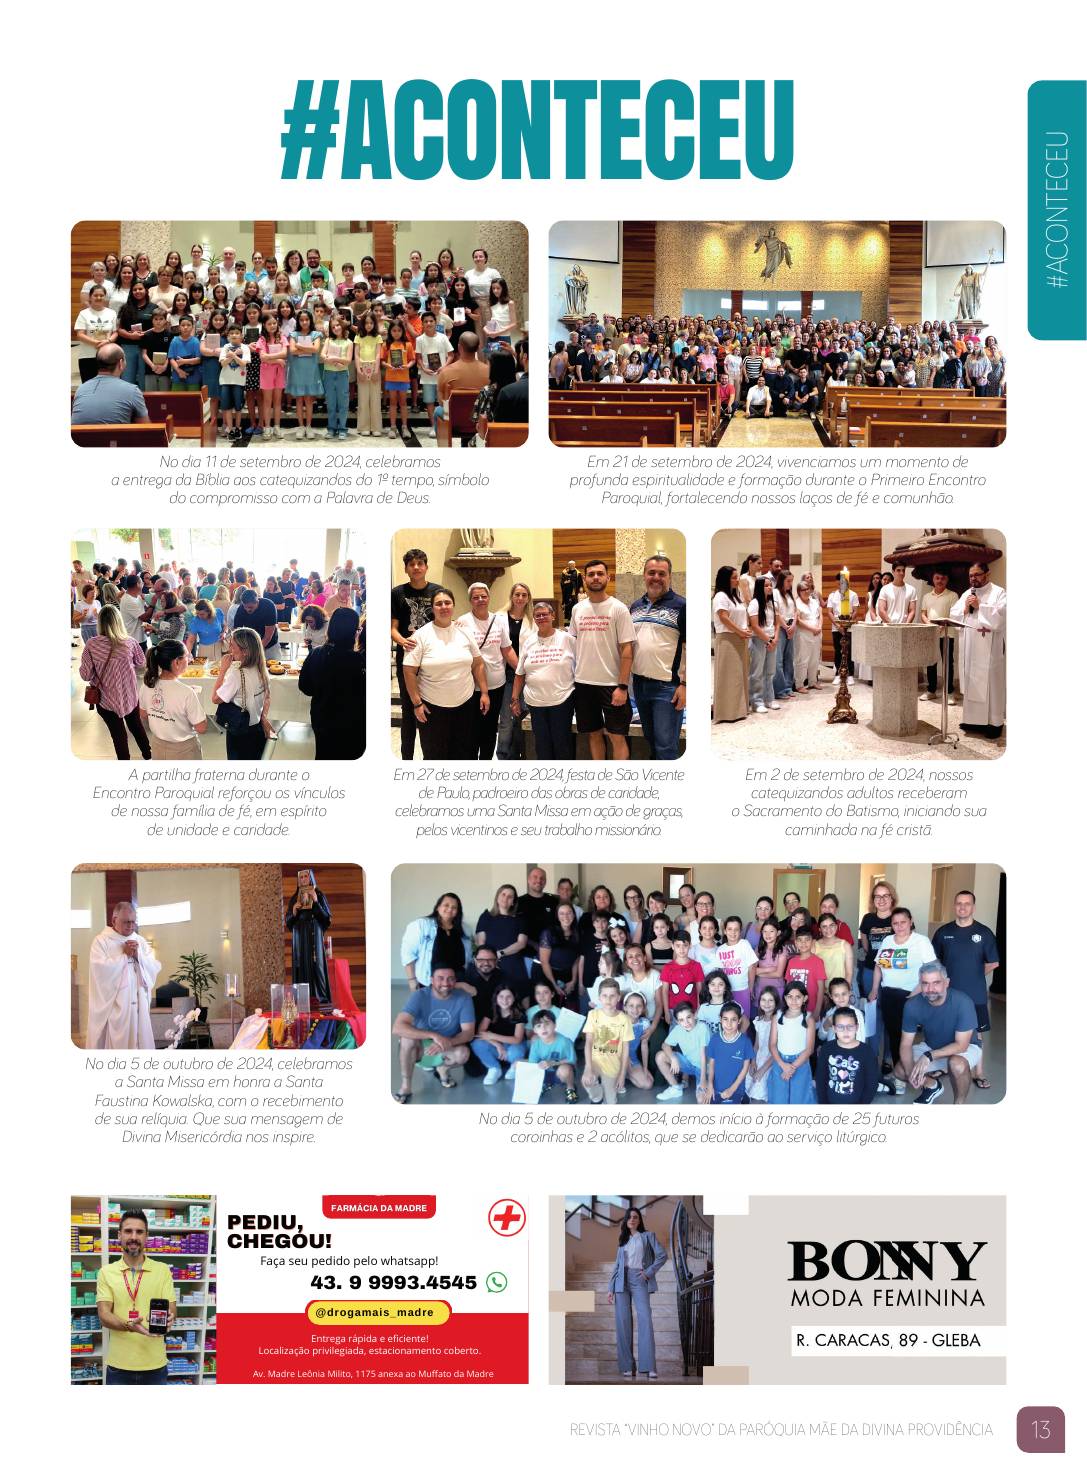 #ACONTECEU
#ACONTECEU
No dia 11 de setembro de 2024, celebramos
a entrega da Bíblia aos catequizandos do 1º tempo, símbolo
do compromisso com a Palavra de Deus.
Em 21 de setembro de 2024, vivenciamos um momento de
profunda espiritualidade e formação durante o Primeiro Encontro
Paroquial, fortalecendo nossos laços de fé e comunhão.
A partilha fraterna durante o
Encontro Paroquial reforçou os vínculos
de nossa família de fé, em espírito
de unidade e caridade.
Em 27 de setembro de 2024, festa de São Vicente
de Paulo, padroeiro das obras de caridade,
celebramos uma Santa Missa em ação de graças,
pelos vicentinos e seu trabalho missionário.
Em 2 de setembro de 2024, nossos
catequizandos adultos receberam
o Sacramento do Batismo, iniciando sua
caminhada na fé cristã.
No dia 5 de outubro de 2024, celebramos
a Santa Missa em honra a Santa
Faustina Kowalska, com o recebimento
de sua relíquia. Que sua mensagem de
Divina Misericórdia nos inspire.
No dia 5 de outubro de 2024, demos início à formação de 25 futuros
coroinhas e 2 acólitos, que se dedicarão ao serviço litúrgico.
FARMÁCIA DA MADRE
PEDIU,
CHEGOU!
Faça seu pedido pelo whatsapp!
43. 9 9993.4545
@drogamais_madre
Entrega rápida e eficiente!
Localização privilegiada, estacionamento coberto.
Av. Madre Leônia Milito, 1175 anexa ao Muffato da Madre
BONNY
MODA FEMININA
R. CARACAS, 89 - GLEBA
REVISTA "VINHO NOVO" DA PARÓQUIA MÃE DA DIVINA PROVIDÊNCIA
13